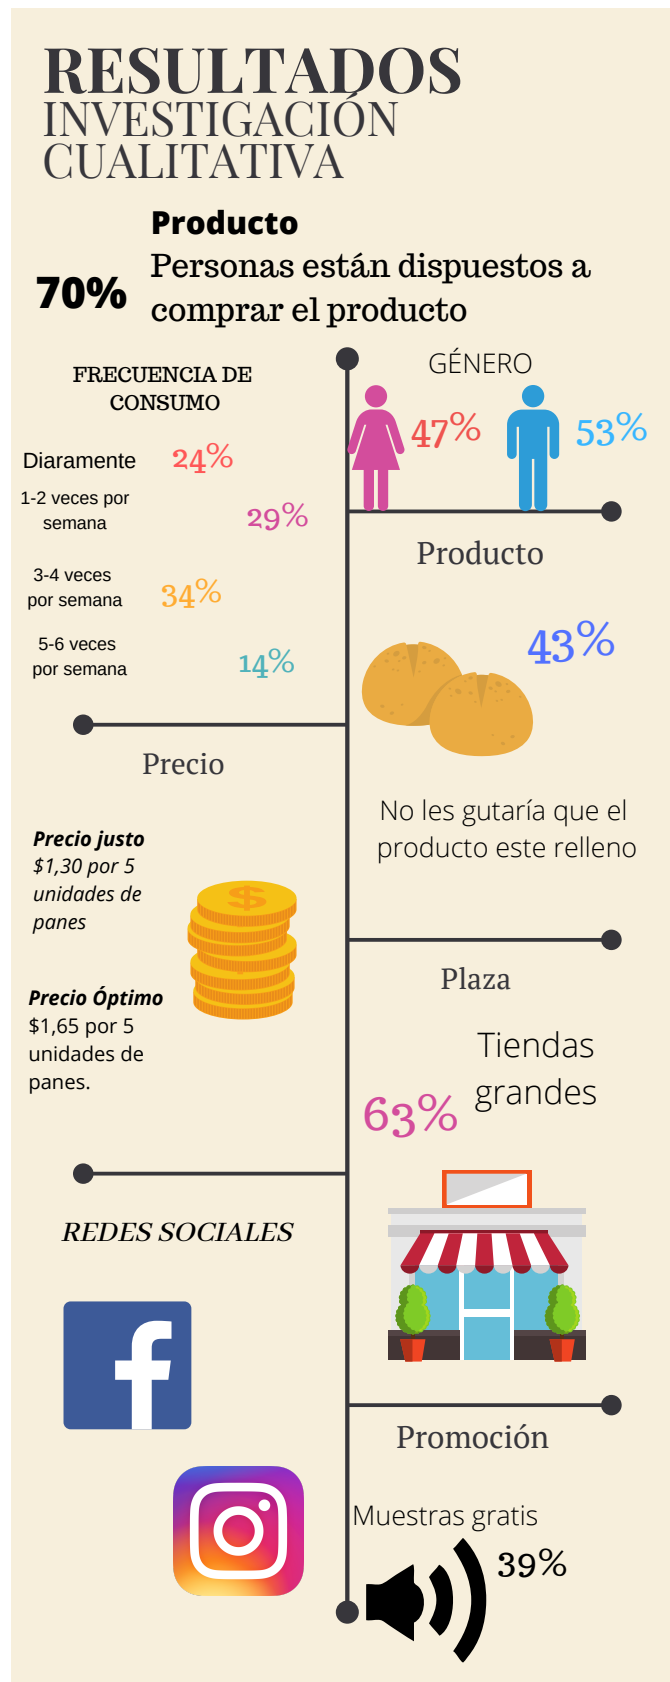 RESULTADOS
INVESTIGACIÓN
CUALITATIVA
Producto
70%
Personas están dispuestos a
comprar el producto
FRECUENCIA DE
CONSUMO
Diaramente 24%
1-2 veces por
semana
29%
3-4 veces
por semana
34%
5-6 veces
por semana
14%
GÉNERO
47% 53%
Producto
43%
No les gutaría que el
producto este relleno
Precio
Precio justo
$1,30 por 5
unidades de
panes
$
Precio Óptimo
$1,65 por 5
unidades de
panes.
Plaza
Tiendas
grandes
63%
REDES SOCIALES
f
Promoción
Muestras gratis
39%